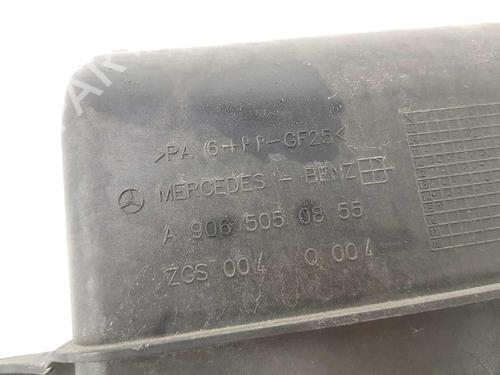 >PA 6+PP-GF25<
MERCEDES - BENZ
A 906 505 08 55
ZGS 004 Q 004